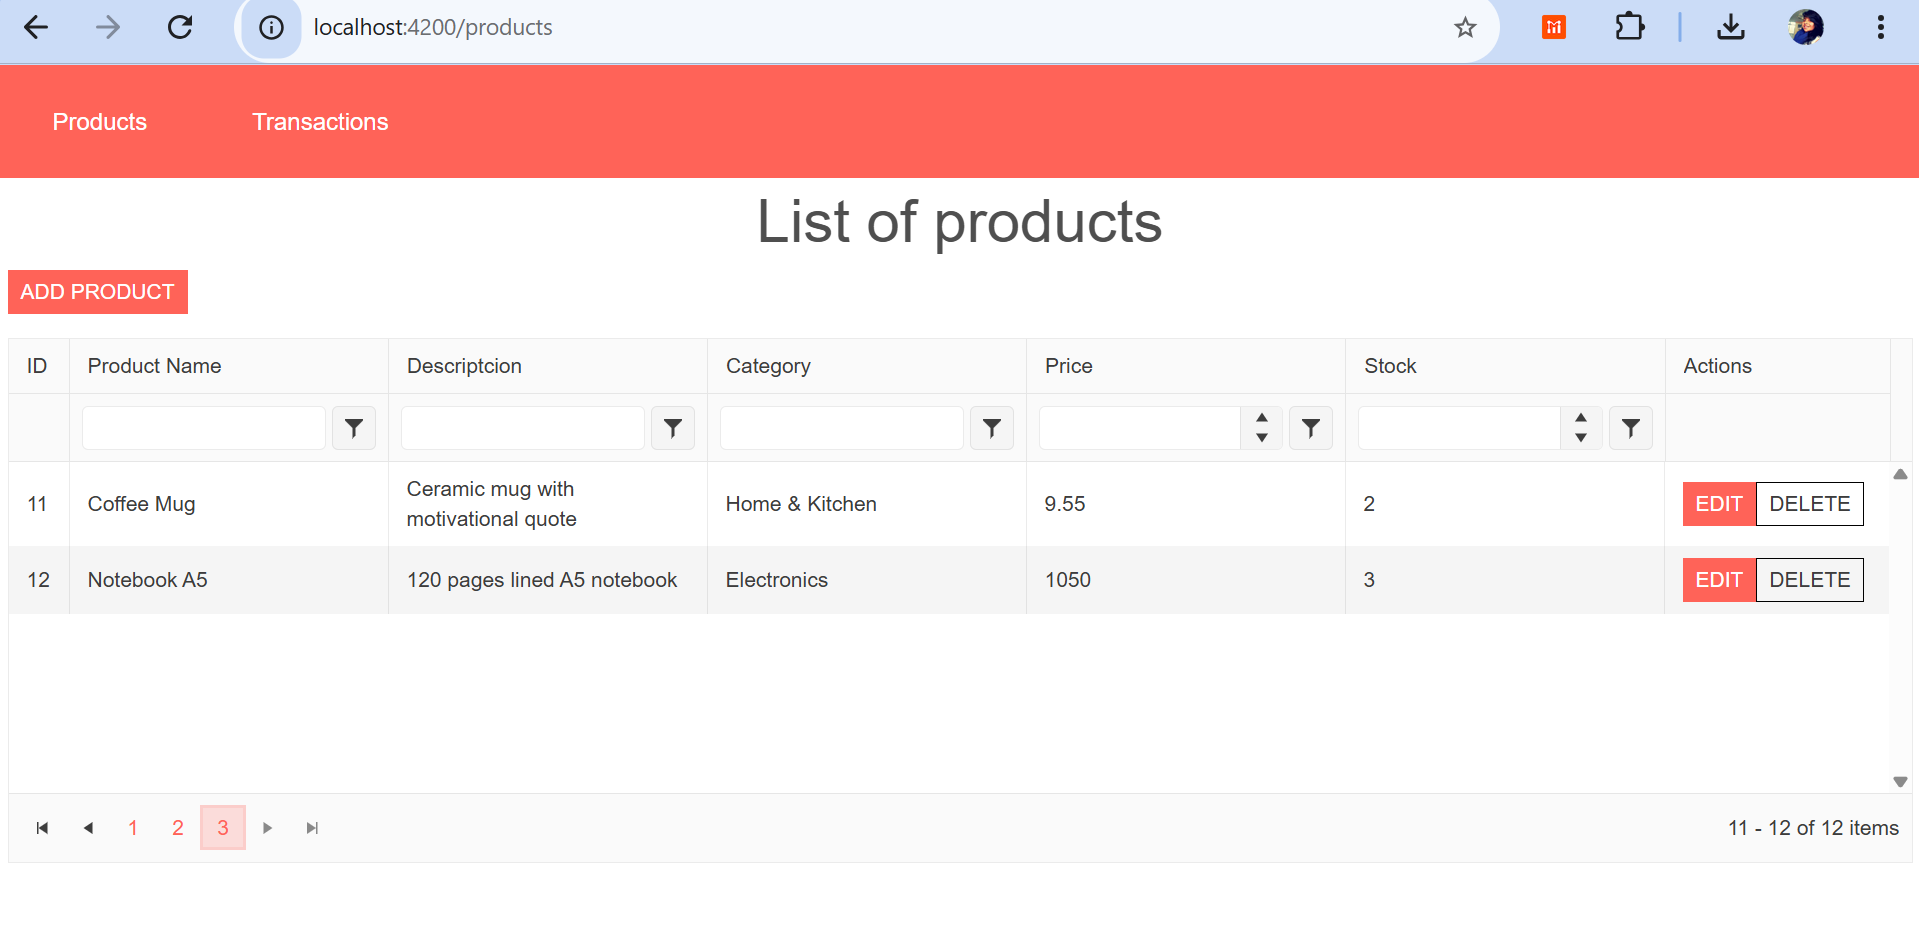 localhost:4200/products
Products Transactions
List of products
ADD PRODUCT
ID Product Name Descriptcion Category Price Stock Actions
11 Coffee Mug Ceramic mug with motivational quote Home & Kitchen 9.55 2 EDIT DELETE
12 Notebook A5 120 pages lined A5 notebook Electronics 1050 3 EDIT DELETE
1 2 3 11 - 12 of 12 items